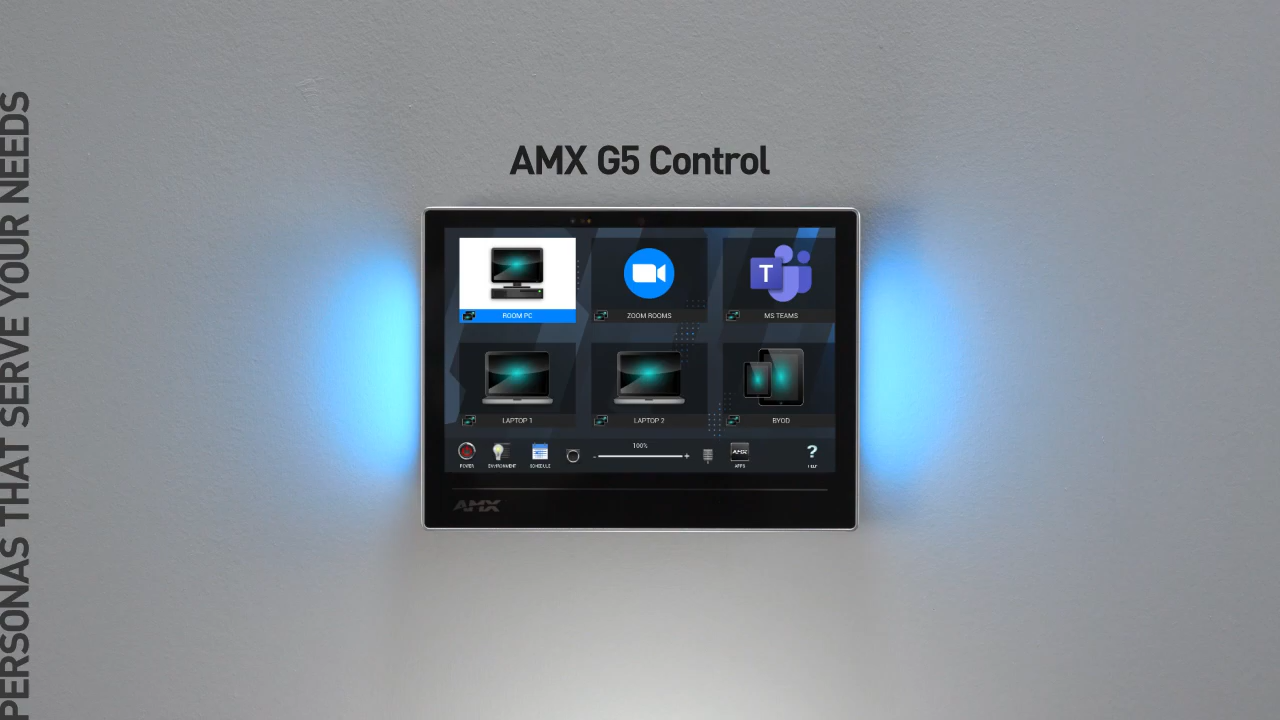 PERSONAS THAT SERVE YOUR NEEDS
AMX G5 Control
ROOM PC
ZOOM ROOMS
T
MS TEAMS
LAPTOP 1
LAPTOP 2
BYOD
100%
- +
AMX
?
POWER
ENVIRONMENT
SCHEDULE
APPS
HELP
AMX